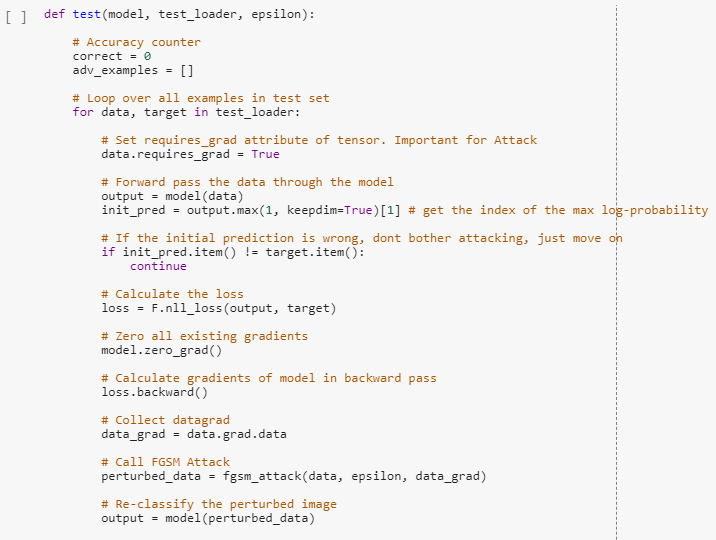 [ ] def test(model, test_loader, epsilon):
# Accuracy counter
correct = 0
adv_examples = []
# Loop over all examples in test set
for data, target in test_loader:
# Set requires_grad attribute of tensor. Important for Attack
data.requires_grad = True
# Forward pass the data through the model
output = model(data)
init_pred = output.max(1, keepdim=True)[1] # get the index of the max log-probability
# If the initial prediction is wrong, dont bother attacking, just move on
if init_pred.item() != target.item():
continue
# Calculate the loss
loss = F.nll_loss(output, target)
# Zero all existing gradients
model.zero_grad()
# Calculate gradients of model in backward pass
loss.backward()
# Collect datagrad
data_grad = data.grad.data
# Call FGSM Attack
perturbed_data = fgsm_attack(data, epsilon, data_grad)
# Re-classify the perturbed image
output = model(perturbed_data)